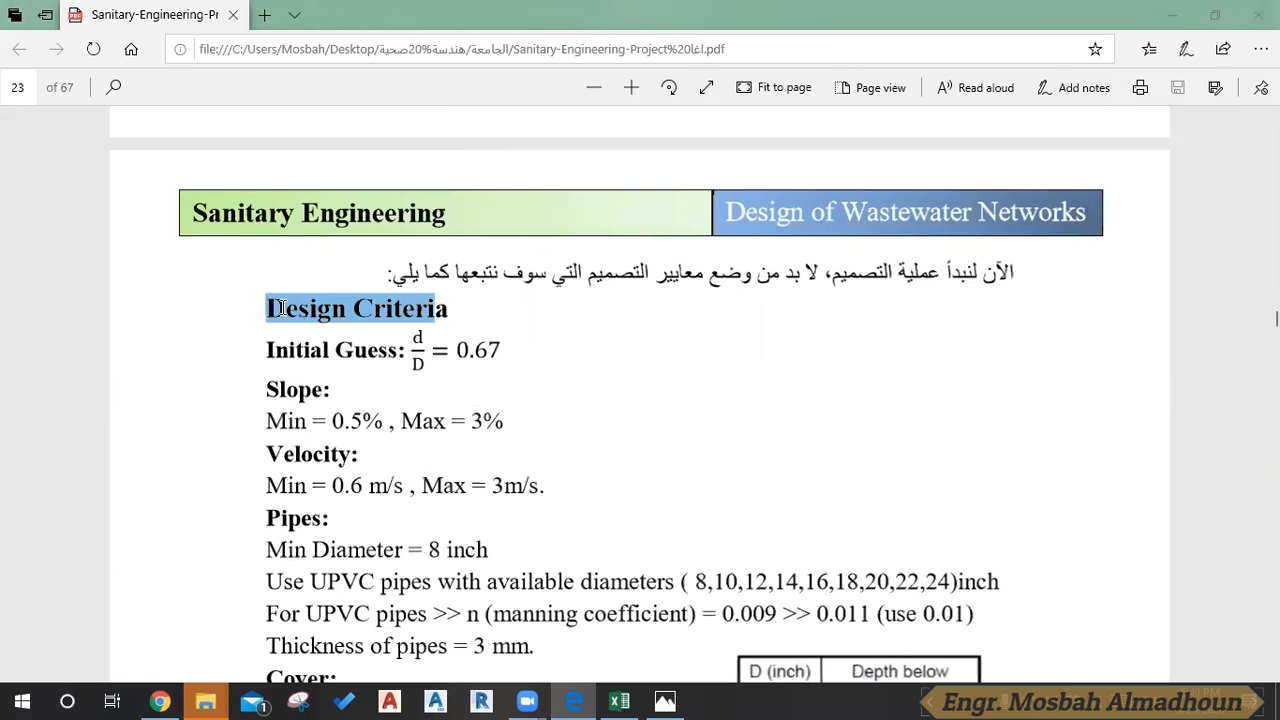 Sanitary-Engineering-Pr
file:///C:/Users/Mosbah/Desktop/الجامعة/هندسة%20صحية/Sanitary-Engineering-Project%20اغا.pdf
23 of 67
Fit to page
Page view
Read aloud
Add notes
Sanitary Engineering
Design of Wastewater Networks
الآن لنبدأ عملية التصميم، لا بد من وضع معايير التصميم التي سوف نتبعها كما يلي:
Design Criteria
Initial Guess: d/D = 0.67
Slope:
Min = 0.5% , Max = 3%
Velocity:
Min = 0.6 m/s , Max = 3m/s.
Pipes:
Min Diameter = 8 inch
Use UPVC pipes with available diameters ( 8,10,12,14,16,18,20,22,24)inch
For UPVC pipes >> n (manning coefficient) = 0.009 >> 0.011 (use 0.01)
Thickness of pipes = 3 mm.
Cover:
D (inch) Depth below
Engr. Mosbah Almadhoun